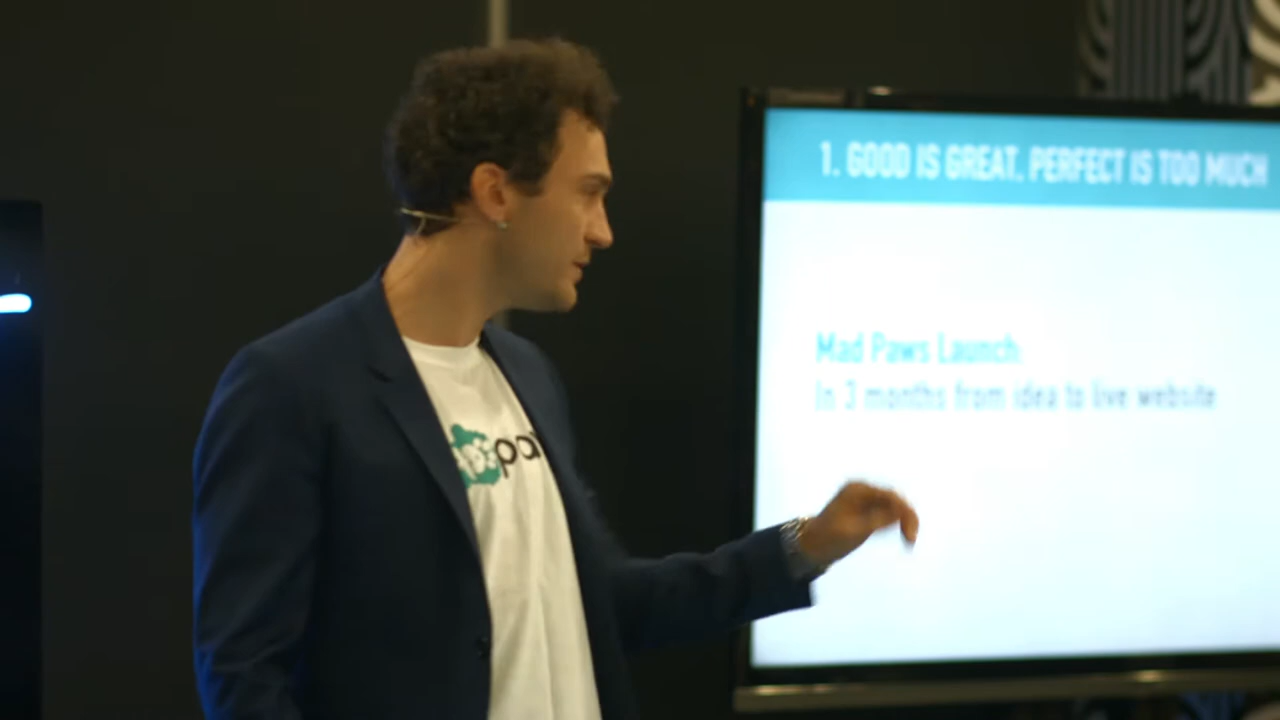 1. GOOD IS GREAT. PERFECT IS TOO MUCH
Mad Paws Launch
In 3 months from idea to live website
pa